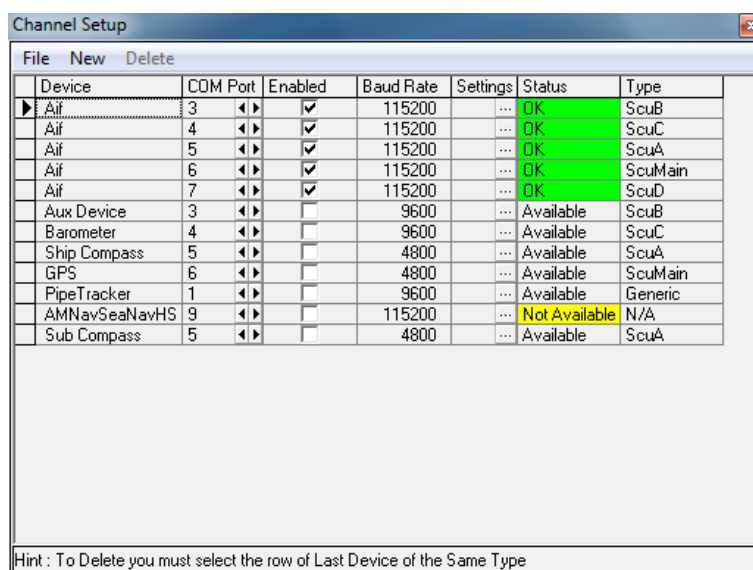 Channel Setup
File New Delete
Device COM Port Enabled Baud Rate Settings Status Type
Aif 3 115200 ... OK ScuB
Aif 4 115200 ... OK ScuC
Aif 5 115200 ... OK ScuA
Aif 6 115200 ... OK ScuMain
Aif 7 115200 ... OK ScuD
Aux Device 3 9600 ... Available ScuB
Barometer 4 9600 ... Available ScuC
Ship Compass 5 4800 ... Available ScuA
GPS 6 4800 ... Available ScuMain
PipeTracker 1 9600 ... Available Generic
AMNavSeaNavHS 9 115200 ... Not Available N/A
Sub Compass 5 4800 ... Available ScuA
Hint : To Delete you must select the row of Last Device of the Same Type